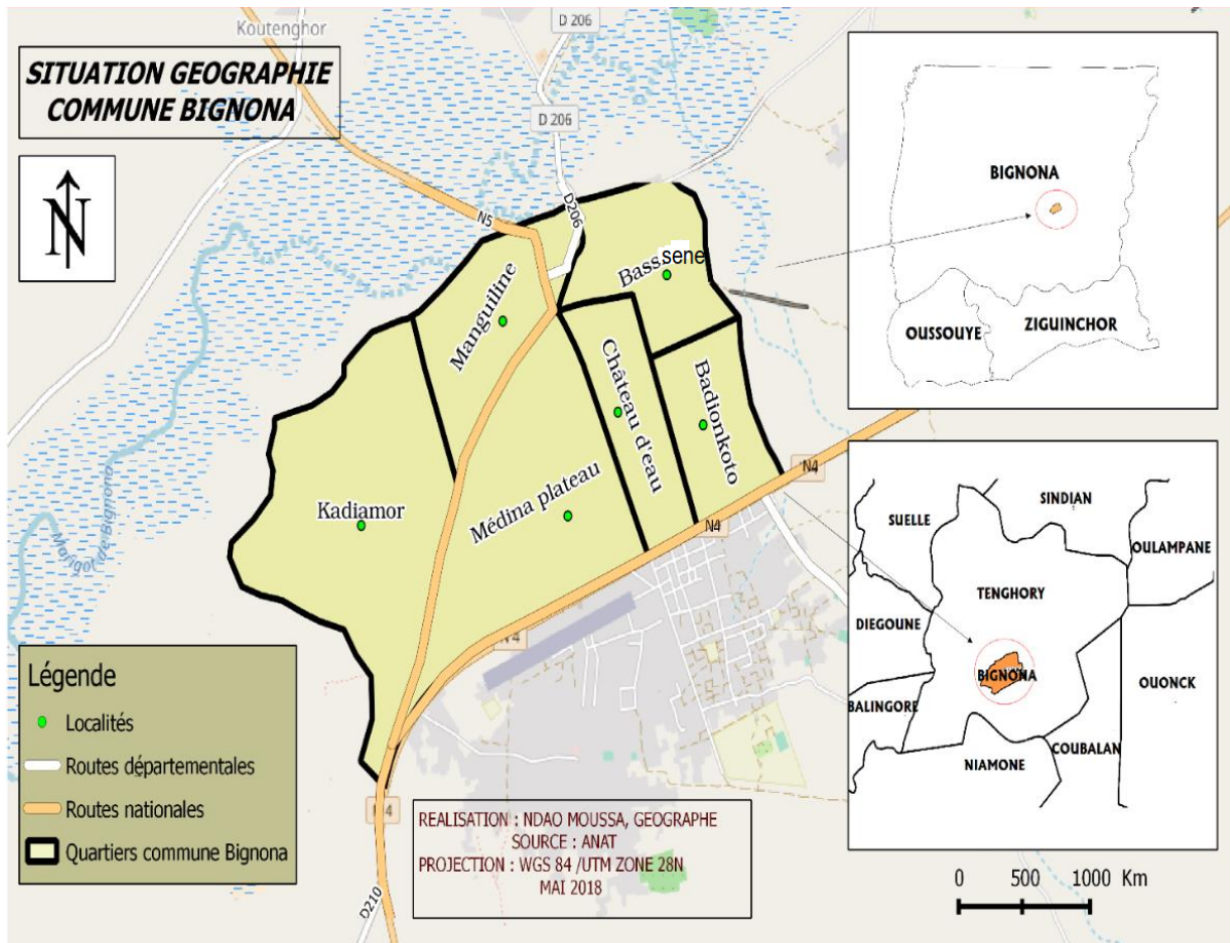 Koutenghor
D 206
SITUATION GEOGRAPHIE
COMMUNE BIGNONA
N
D 206
N5
D206
Manguiline
Basssene
Château d'eau
Badionkoto
Kadiamor
Médina plateau
Marigot de Bignona
N4
N4
N4
N4
D210
BIGNONA
OUSSOUYE
ZIGUINCHOR
SINDIAN
SUELLE
OULAMPANE
TENGHORY
DIEGOUNE
BIGNONA
OUONCK
BALINGORE
COUBALAN
NIAMONE
Légende
Localités
Routes départementales
Routes nationales
Quartiers commune Bignona
REALISATION : NDAO MOUSSA, GEOGRAPHE
SOURCE : ANAT
PROJECTION : WGS 84 /UTM ZONE 28N
MAI 2018
0 500 1000 Km